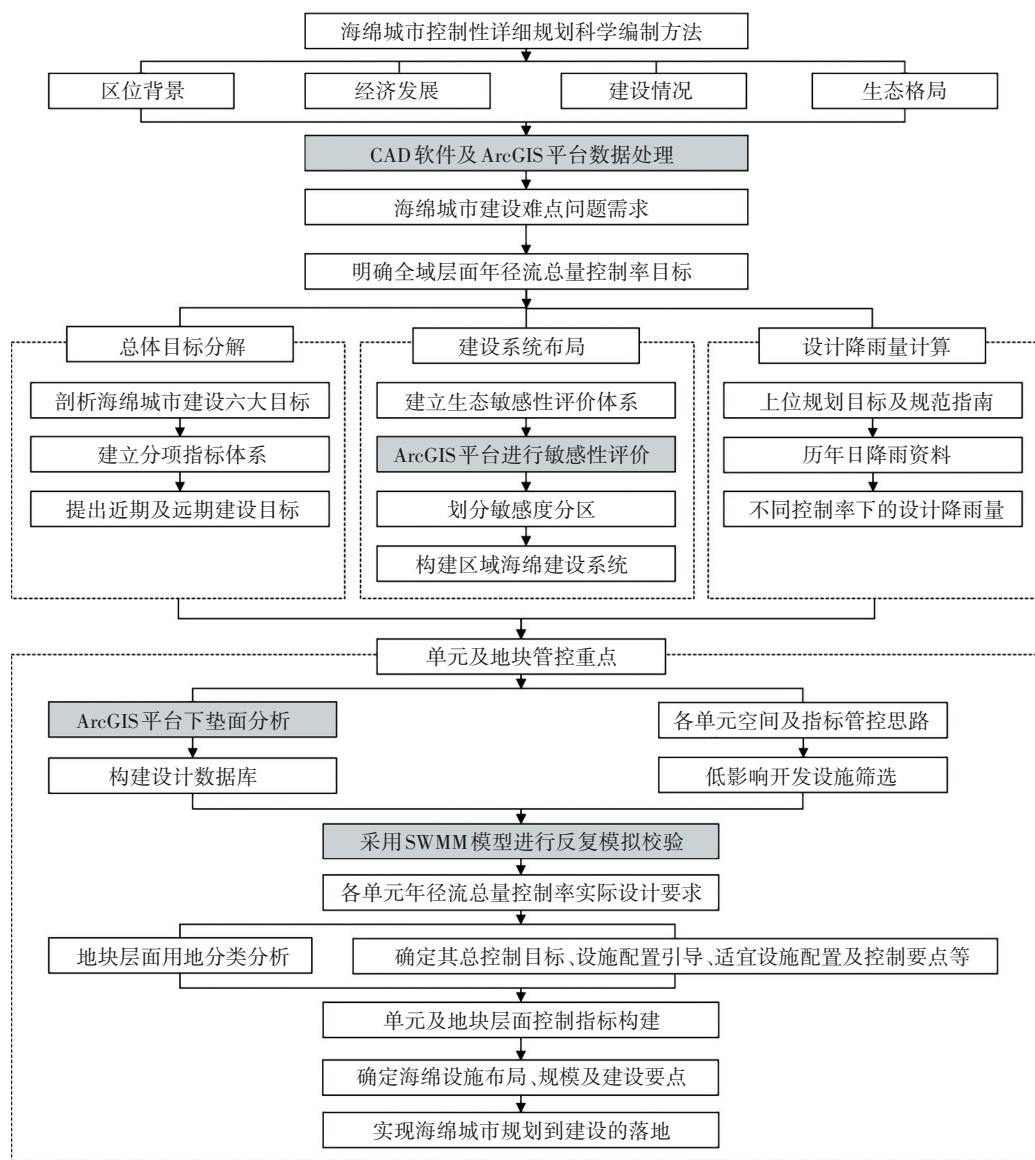 海绵城市控制性详细规划科学编制方法
区位背景
经济发展
建设情况
生态格局
CAD软件及ArcGIS平台数据处理
海绵城市建设难点问题需求
明确全域层面年径流总量控制率目标
总体目标分解
建设系统布局
设计降雨量计算
剖析海绵城市建设六大目标
建立生态敏感性评价体系
上位规划目标及规范指南
建立分项指标体系
ArcGIS平台进行敏感性评价
历年日降雨资料
提出近期及远期建设目标
划分敏感度分区
不同控制率下的设计降雨量
构建区域海绵建设系统
单元及地块管控重点
ArcGIS平台下垫面分析
各单元空间及指标管控思路
构建设计数据库
低影响开发设施筛选
采用SWMM模型进行反复模拟校验
各单元年径流总量控制率实际设计要求
地块层面用地分类分析
确定其总控制目标、设施配置引导、适宜设施配置及控制要点等
单元及地块层面控制指标构建
确定海绵设施布局、规模及建设要点
实现海绵城市规划到建设的落地